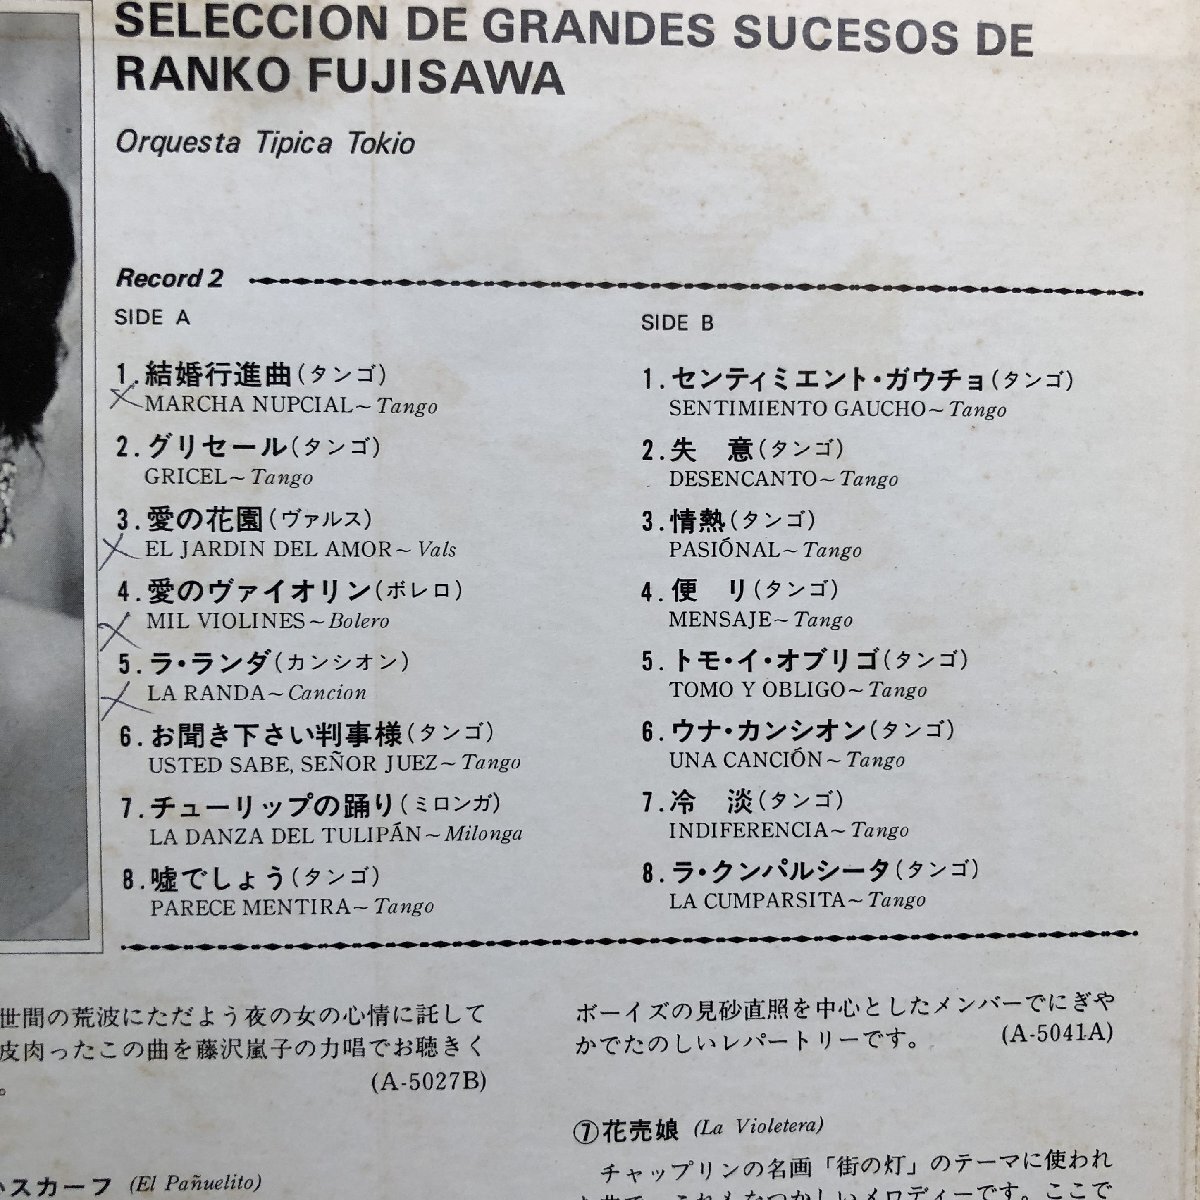 SELECCION DE GRANDES SUCESOS DE
RANKO FUJISAWA
Orquesta Tipica Tokio
Record 2
SIDE A
1.結婚行進曲(タンゴ)
MARCHA NUPCIAL~Tango
2.グリセール(タンゴ)
GRICEL~Tango
3.愛の花園(ヴァルス)
EL JARDIN DEL AMOR~Vals
4.愛のヴァイオリン(ボレロ)
MIL VIOLINES~Bolero
5.ラ・ランダ(カンシオン)
LA RANDA~Cancion
6.お聞き下さい判事様(タンゴ)
USTED SABE, SEÑOR JUEZ~Tango
7.チューリップの踊り(ミロンガ)
LA DANZA DEL TULIPÁN~Milonga
8.嘘でしょう(タンゴ)
PARECE MENTIRA~Tango
SIDE B
1.センティミエント・ガウチョ(タンゴ)
SENTIMIENTO GAUCHO~Tango
2.失 意(タンゴ)
DESENCANTO~Tango
3.情熱(タンゴ)
PASIÓNAL~Tango
4.便 り(タンゴ)
MENSAJE~Tango
5.トモ・イ・オブリゴ(タンゴ)
TOMO Y OBLIGO~Tango
6.ウナ・カンシオン(タンゴ)
UNA CANCIÓN~Tango
7.冷 淡(タンゴ)
INDIFERENCIA~Tango
8.ラ・クンパルシータ(タンゴ)
LA CUMPARSITA~Tango
世間の荒波にただよう夜の女の心情に託して
皮肉ったこの曲を藤沢嵐子の力唱でお聴きく
。
(A-5027B)
スカーフ (El Pañuelito)
ボーイズの見砂直照を中心としたメンバーでにぎや
かでたのしいレパートリーです。 (A-5041A)
⑦花売娘 (La Violetera)
チャップリンの名画「街の灯」のテーマに使われ